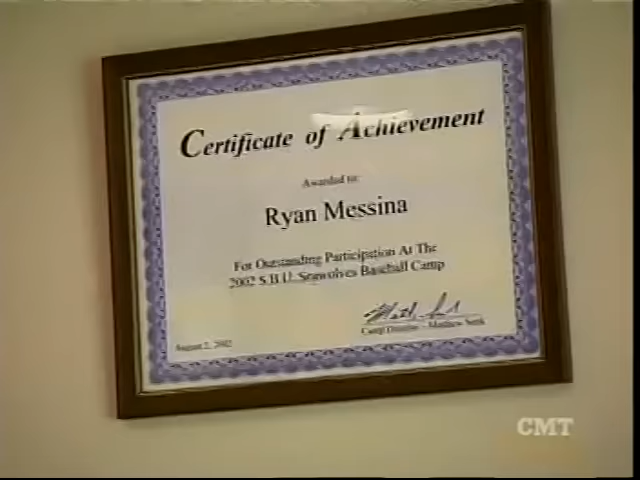 Certificate of Achievement
Awarded to:
Ryan Messina
For Outstanding Participation At The
2002 S.B.U. Seawolves Baseball Camp
August 2, 2002
Camp Director - Matthew Senk
CMT